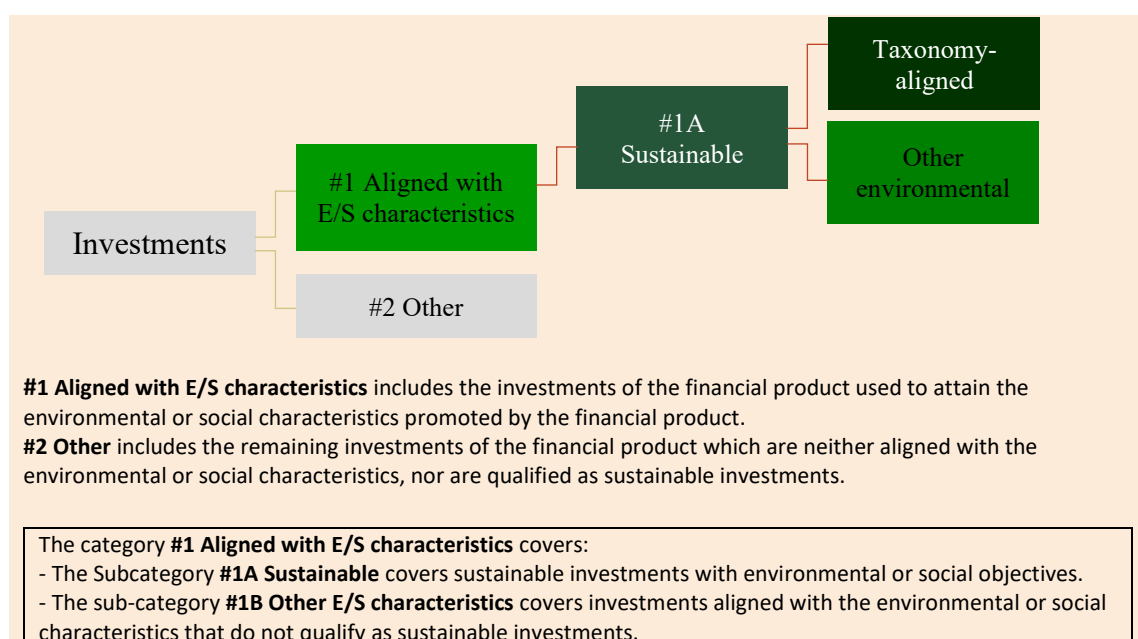 Taxonomy-
aligned
#1A
Sustainable
Other
environmental
#1 Aligned with
E/S characteristics
Investments
#2 Other
#1 Aligned with E/S characteristics includes the investments of the financial product used to attain the
environmental or social characteristics promoted by the financial product.
#2 Other includes the remaining investments of the financial product which are neither aligned with the
environmental or social characteristics, nor are qualified as sustainable investments.
The category #1 Aligned with E/S characteristics covers:
- The Subcategory #1A Sustainable covers sustainable investments with environmental or social objectives.
- The sub-category #1B Other E/S characteristics covers investments aligned with the environmental or social
characteristics that do not qualify as sustainable investments.